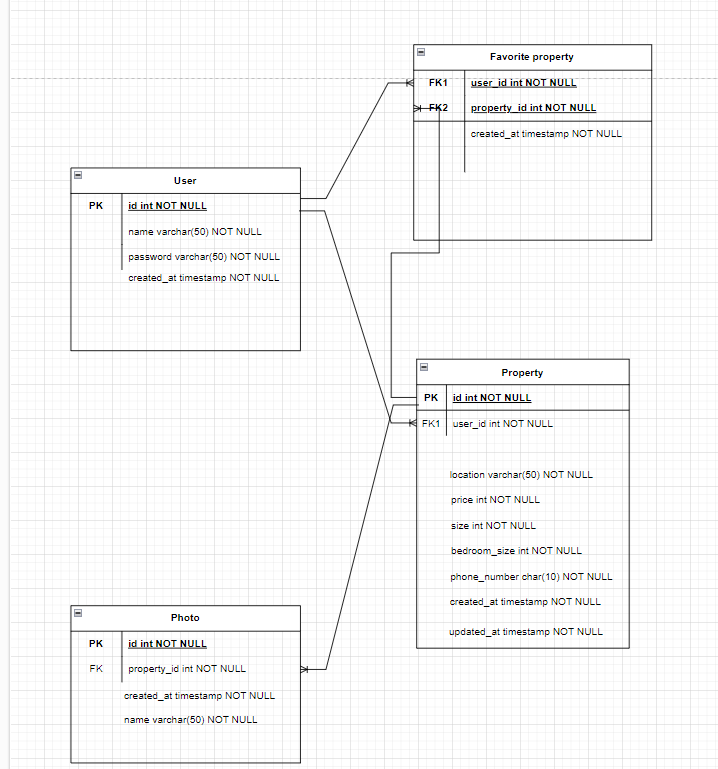 Favorite property
FK1 user_id int NOT NULL
FK2 property_id int NOT NULL
created_at timestamp NOT NULL
User
PK id int NOT NULL
name varchar(50) NOT NULL
password varchar(50) NOT NULL
created_at timestamp NOT NULL
Property
PK id int NOT NULL
FK1 user_id int NOT NULL
location varchar(50) NOT NULL
price int NOT NULL
size int NOT NULL
bedroom_size int NOT NULL
phone_number char(10) NOT NULL
created_at timestamp NOT NULL
updated_at timestamp NOT NULL
Photo
PK id int NOT NULL
FK property_id int NOT NULL
created_at timestamp NOT NULL
name varchar(50) NOT NULL